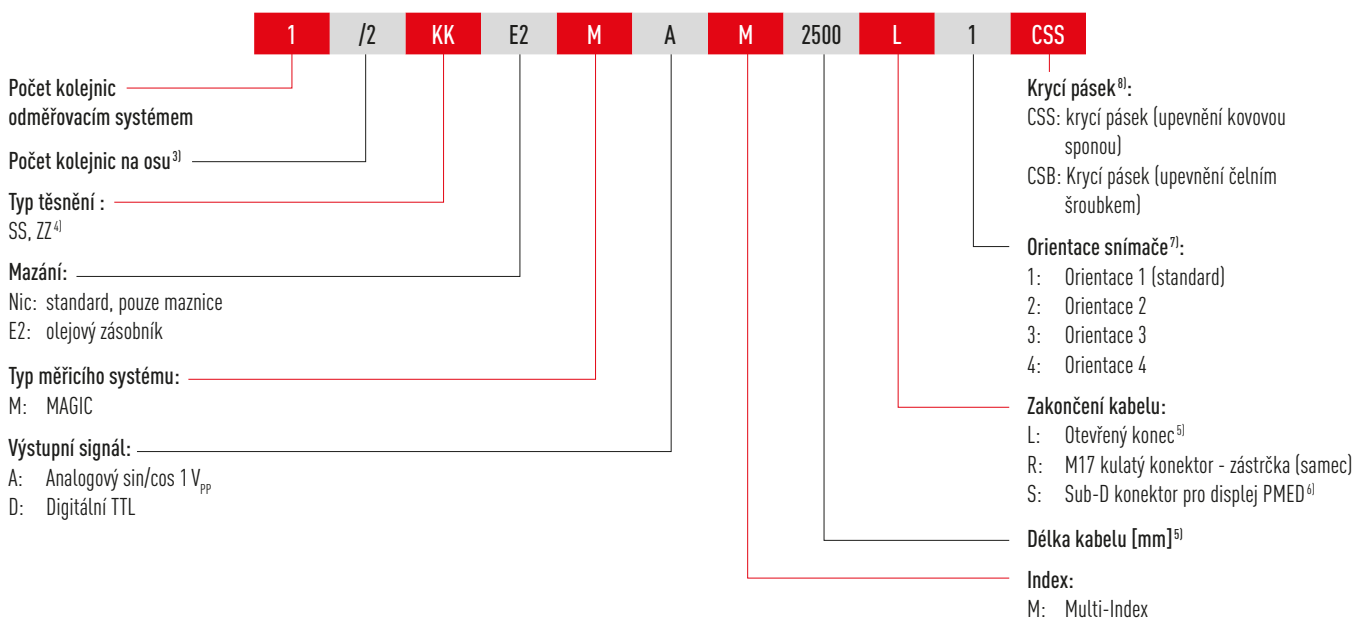 1 /2 KK E2 M A M 2500 L 1 CSS
Počet kolejnic
odměřovacím systémem
Počet kolejnic na osu³⁾
Typ těsnění :
SS, ZZ⁴⁾
Mazání:
Nic: standard, pouze maznice
E2: olejový zásobník
Typ měřicího systému:
M: MAGIC
Výstupní signál:
A: Analogový sin/cos 1 Vpp
D: Digitální TTL
Krycí pásek⁸⁾:
CSS: krycí pásek (upevnění kovovou
sponou)
CSB: Krycí pásek (upevnění čelním
šroubkem)
Orientace snímače⁷⁾:
1: Orientace 1 (standard)
2: Orientace 2
3: Orientace 3
4: Orientace 4
Zakončení kabelu:
L: Otevřený konec⁵⁾
R: M17 kulatý konektor - zástrčka (samec)
S: Sub-D konektor pro displej PMED⁶⁾
Délka kabelu [mm]⁵⁾
Index:
M: Multi-Index